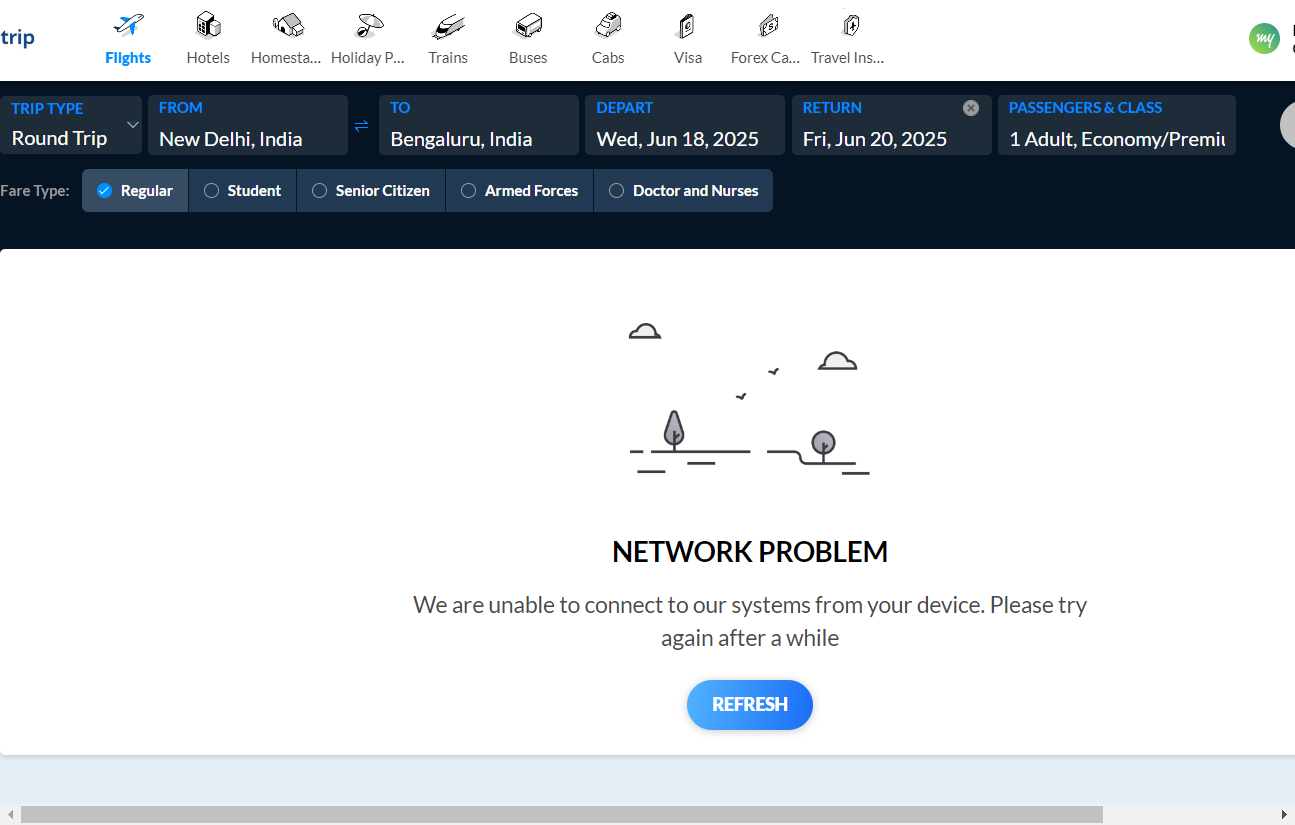 trip
Flights
Hotels
Homesta...
Holiday P...
Trains
Buses
Cabs
Visa
Forex Ca...
Travel Ins...
my
TRIP TYPE
Round Trip
FROM
New Delhi, India
TO
Bengaluru, India
DEPART
Wed, Jun 18, 2025
RETURN
Fri, Jun 20, 2025
PASSENGERS & CLASS
1 Adult, Economy/Premiu
Fare Type:
Regular
Student
Senior Citizen
Armed Forces
Doctor and Nurses
NETWORK PROBLEM
We are unable to connect to our systems from your device. Please try
again after a while
REFRESH